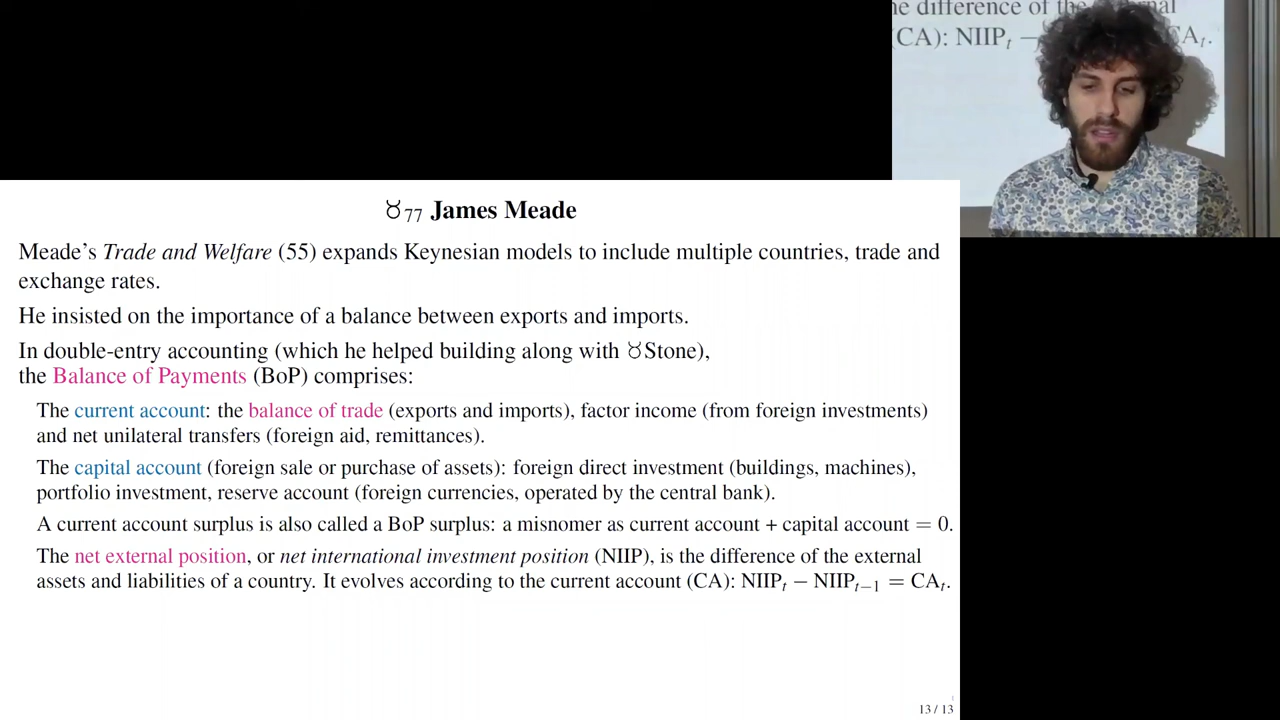 he difference of the external
(CA): NIIPₜ — CAₜ.
♉77 James Meade
Meade's Trade and Welfare (55) expands Keynesian models to include multiple countries, trade and
exchange rates.
He insisted on the importance of a balance between exports and imports.
In double-entry accounting (which he helped building along with ♉Stone),
the Balance of Payments (BoP) comprises:
The current account: the balance of trade (exports and imports), factor income (from foreign investments)
and net unilateral transfers (foreign aid, remittances).
The capital account (foreign sale or purchase of assets): foreign direct investment (buildings, machines),
portfolio investment, reserve account (foreign currencies, operated by the central bank).
A current account surplus is also called a BoP surplus: a misnomer as current account + capital account = 0.
The net external position, or net international investment position (NIIP), is the difference of the external
assets and liabilities of a country. It evolves according to the current account (CA): NIIPₜ − NIIPₜ₋₁ = CAₜ.
13 / 13